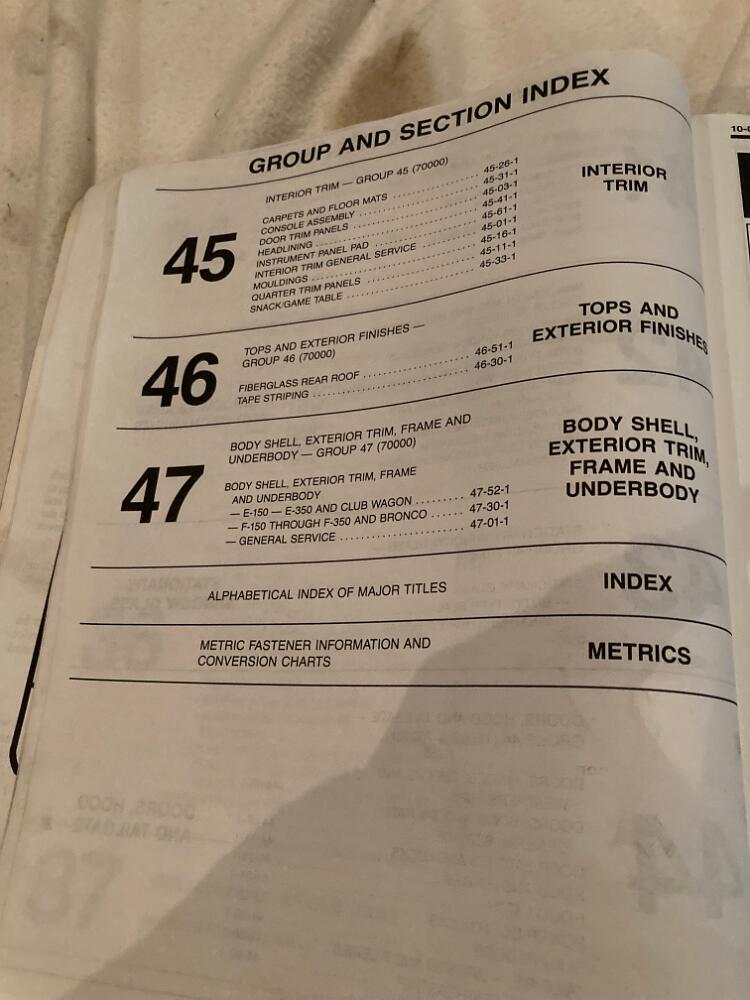 GROUP AND SECTION INDEX
10-0
45
INTERIOR TRIM — GROUP 45 (70000)
CARPETS AND FLOOR MATS .................... 45-26-1
CONSOLE ASSEMBLY .................... 45-31-1
DOOR TRIM PANELS .................... 45-03-1
HEADLINING .................... 45-41-1
INSTRUMENT PANEL PAD .................... 45-61-1
INTERIOR TRIM GENERAL SERVICE .................... 45-01-1
MOULDINGS .................... 45-16-1
QUARTER TRIM PANELS .................... 45-11-1
SNACK/GAME TABLE .................... 45-33-1
INTERIOR
TRIM
46
TOPS AND EXTERIOR FINISHES —
GROUP 46 (70000)
FIBERGLASS REAR ROOF .................... 46-51-1
TAPE STRIPING .................... 46-30-1
TOPS AND
EXTERIOR FINISHES
47
BODY SHELL, EXTERIOR TRIM, FRAME AND
UNDERBODY — GROUP 47 (70000)
BODY SHELL, EXTERIOR TRIM, FRAME
AND UNDERBODY
— E-150 — E-350 AND CLUB WAGON ......... 47-52-1
— F-150 THROUGH F-350 AND BRONCO ...... 47-30-1
— GENERAL SERVICE .................... 47-01-1
BODY SHELL,
EXTERIOR TRIM,
FRAME AND
UNDERBODY
ALPHABETICAL INDEX OF MAJOR TITLES
INDEX
METRIC FASTENER INFORMATION AND
CONVERSION CHARTS
METRICS